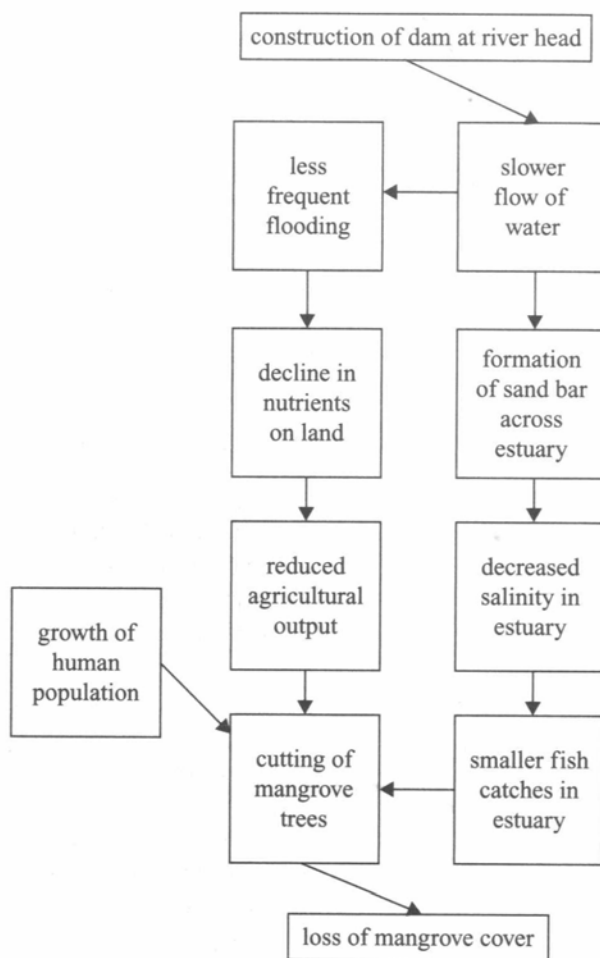 construction of dam at river head
less
frequent
flooding
slower
flow of
water
decline in
nutrients
on land
formation
of sand bar
across
estuary
reduced
agricultural
output
decreased
salinity in
estuary
growth of
human
population
cutting of
mangrove
trees
smaller fish
catches in
estuary
loss of mangrove cover